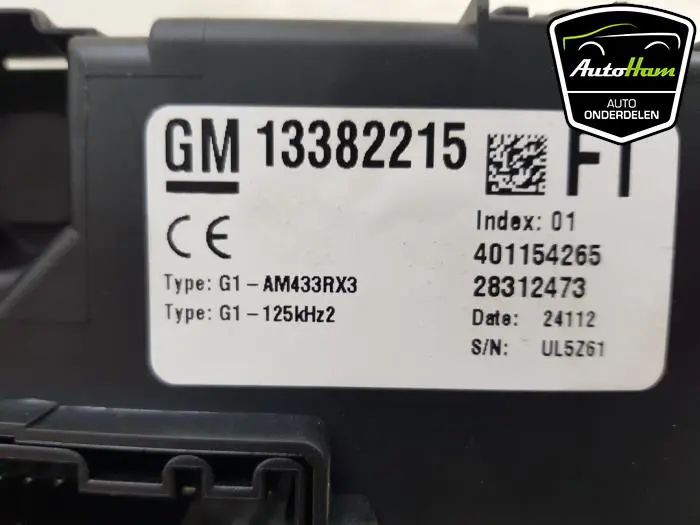 AutoHam
AUTO
ONDERDELEN
GM 13382215
Index: 01
401154265
28312473
Type: G1-AM433RX3
Type: G1-125kHz2
Date: 24112
S/N: UL5Z61
CE